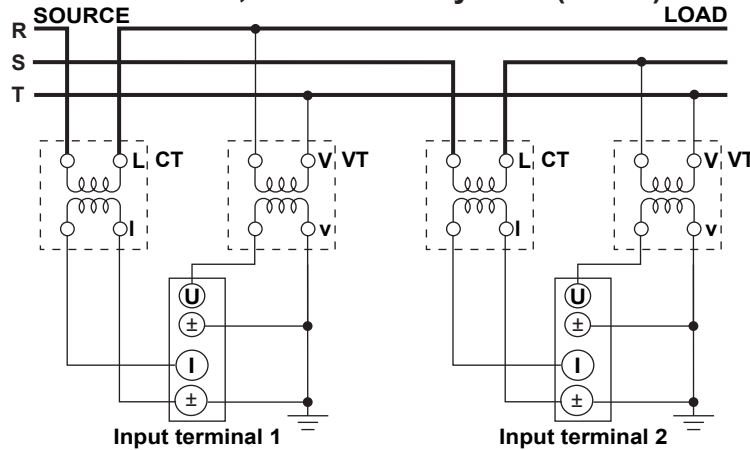 SOURCE LOAD
R
S
T
L CT V VT L CT V VT
l v l v
U U
± ±
I I
± ±
Input terminal 1 Input terminal 2